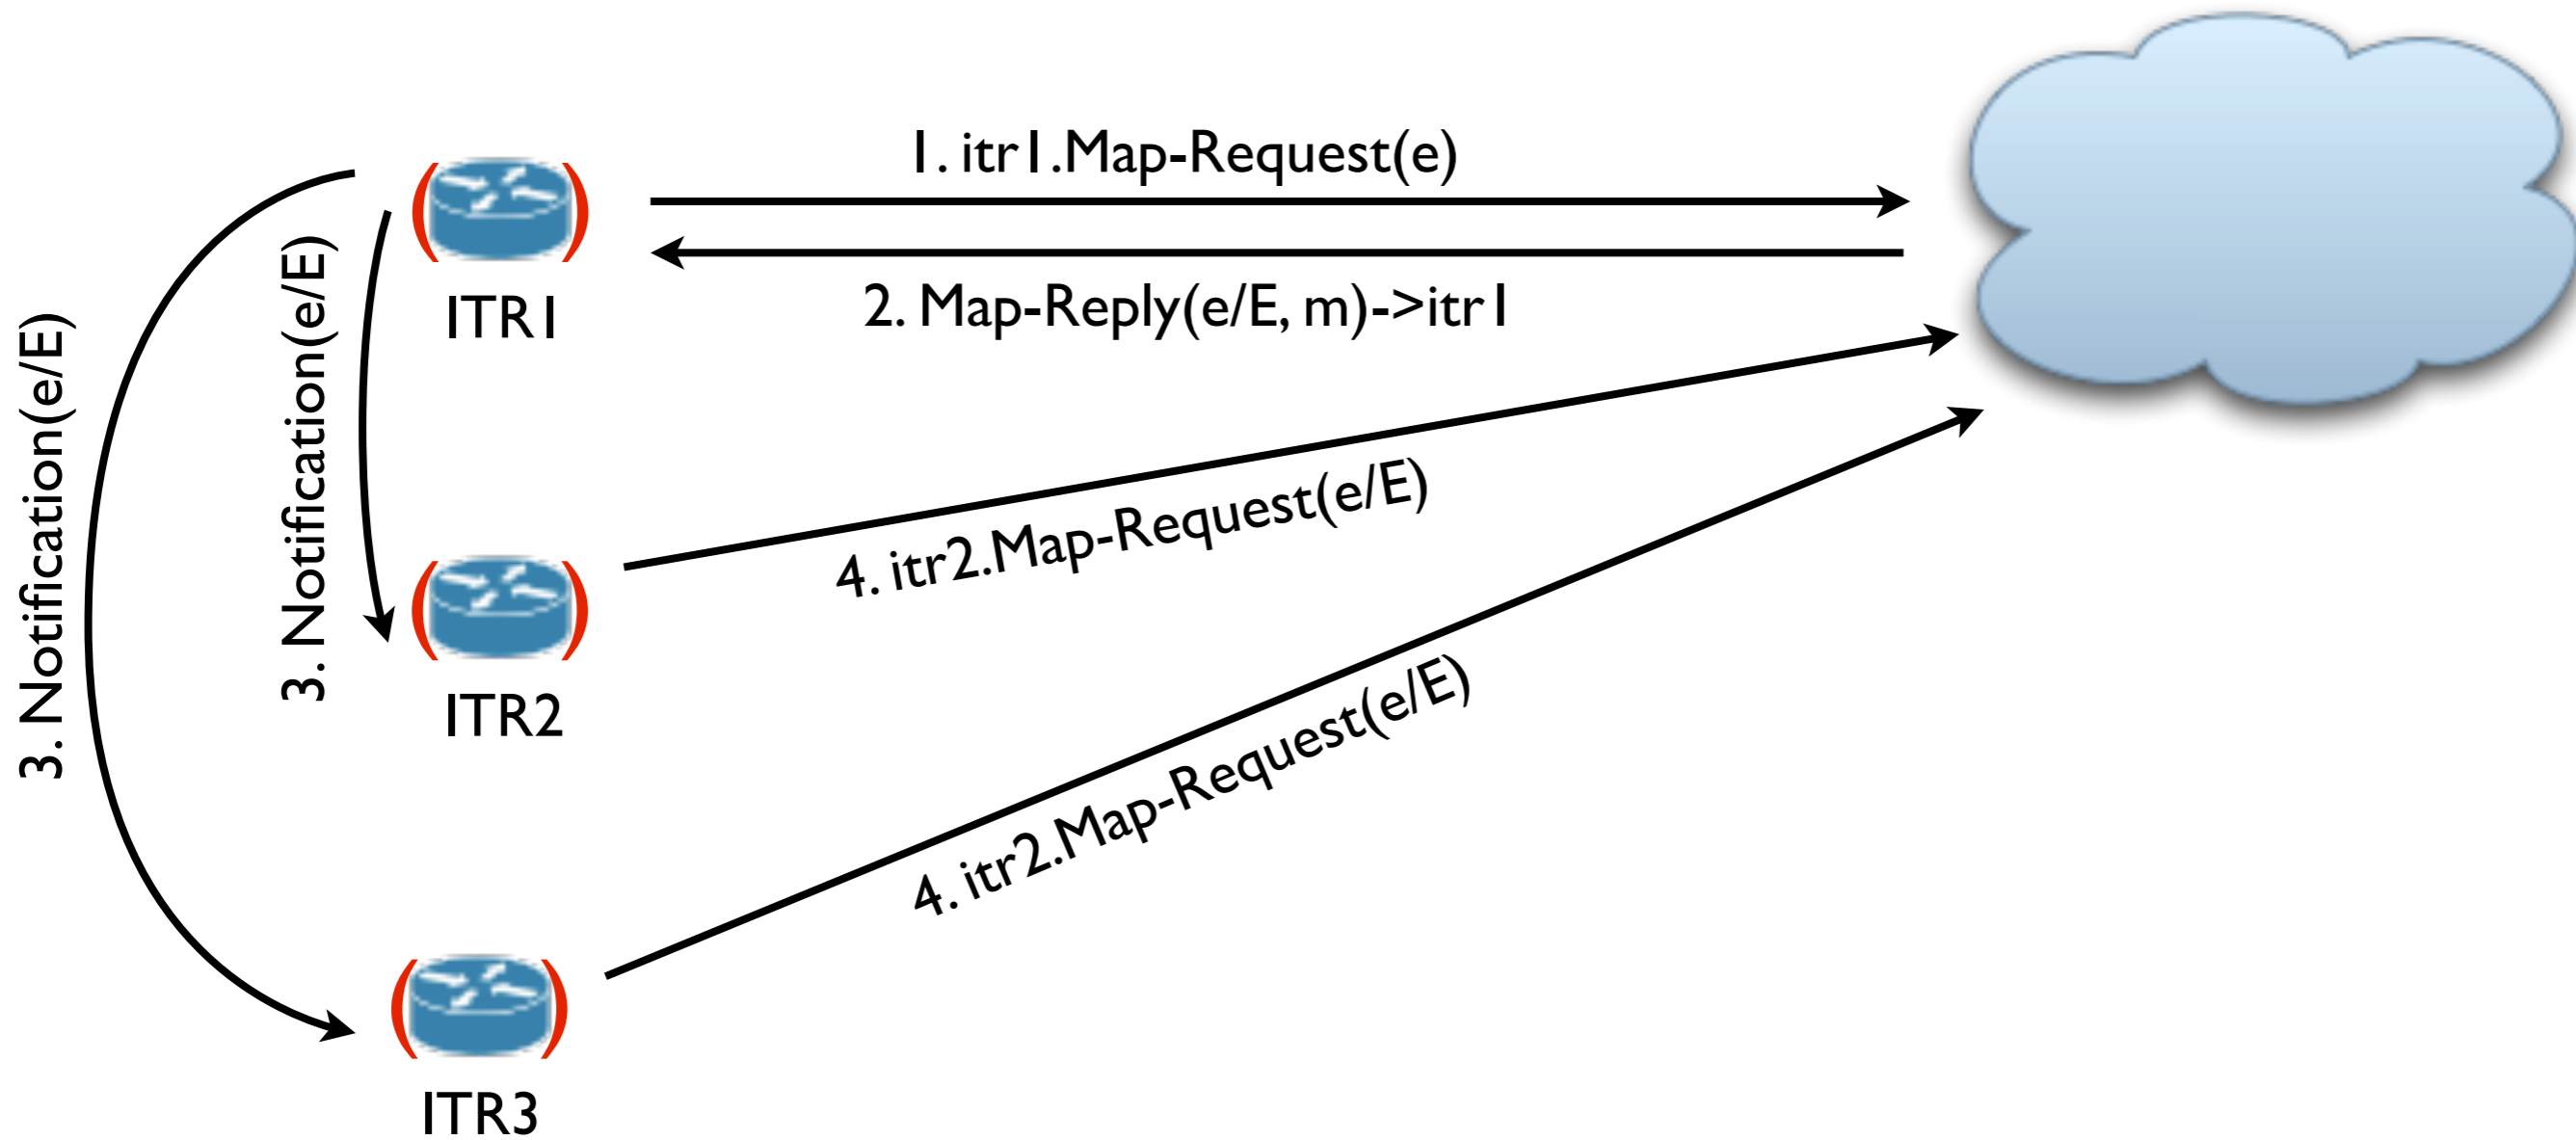 1. itr1.Map-Request(e)
ITR1
2. Map-Reply(e/E, m)->itr1
3. Notification(e/E)
3. Notification(e/E)
4. itr2.Map-Request(e/E)
ITR2
4. itr2.Map-Request(e/E)
ITR3